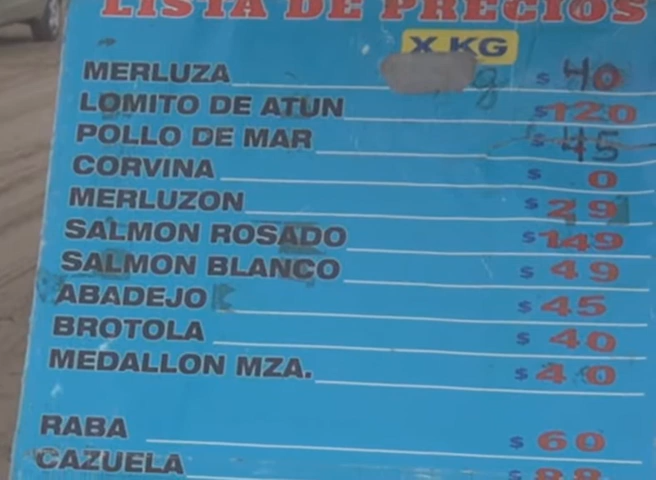 LISTA DE PRECIOS
X KG
MERLUZA $ 40
LOMITO DE ATUN $120
POLLO DE MAR $ 45
CORVINA $ 0
MERLUZON $ 29
SALMON ROSADO $149
SALMON BLANCO $ 49
ABADEJO $ 45
BROTOLA $ 40
MEDALLON MZA. $ 40
RABA $ 60
CAZUELA $